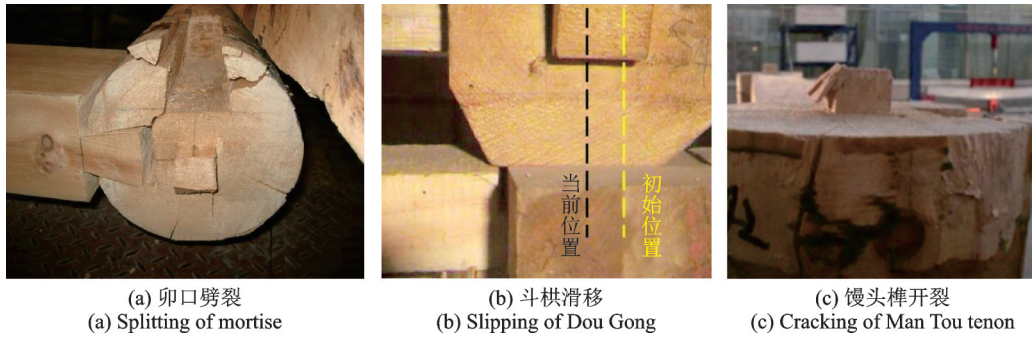 当前位置
初始位置
(a) 卯口劈裂
(a) Splitting of mortise
(b) 斗栱滑移
(b) Slipping of Dou Gong
(c) 馒头榫开裂
(c) Cracking of Man Tou tenon